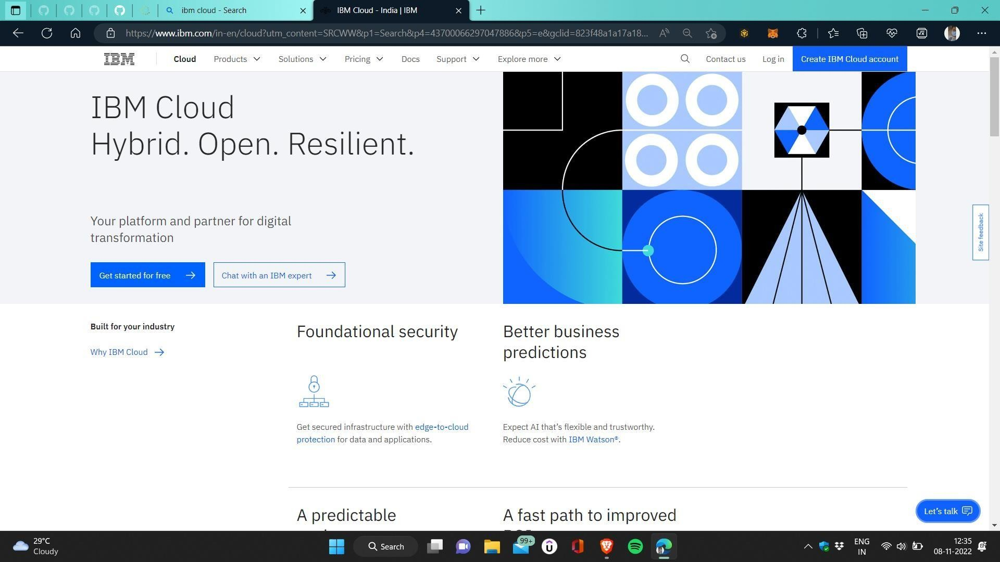 ibm cloud - Search
IBM Cloud - India | IBM
https://www.ibm.com/in-en/cloud?utm_content=SRCWW&p1=Search&p4=43700066297047886&p5=e&gclid=823f48a1a17a18...
IBM
Cloud
Products
Solutions
Pricing
Docs
Support
Explore more
Contact us
Log in
Create IBM Cloud account
IBM Cloud
Hybrid. Open. Resilient.
Your platform and partner for digital
transformation
Get started for free
Chat with an IBM expert
Site feedback
Built for your industry
Why IBM Cloud
Foundational security
Get secured infrastructure with edge-to-cloud
protection for data and applications.
Better business
predictions
Expect AI that's flexible and trustworthy.
Reduce cost with IBM Watson®.
A predictable
A fast path to improved
Let's talk
29°C
Cloudy
Search
99+
ENG
IN
12:35
08-11-2022